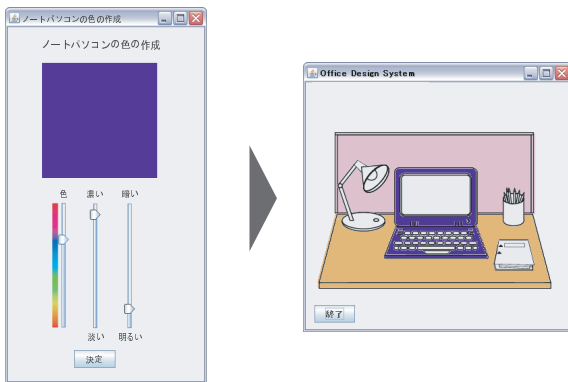 ノートパソコンの色の作成
ノートパソコンの色の作成
色 濃い 暗い
淡い 明るい
決定
Office Design System
終了